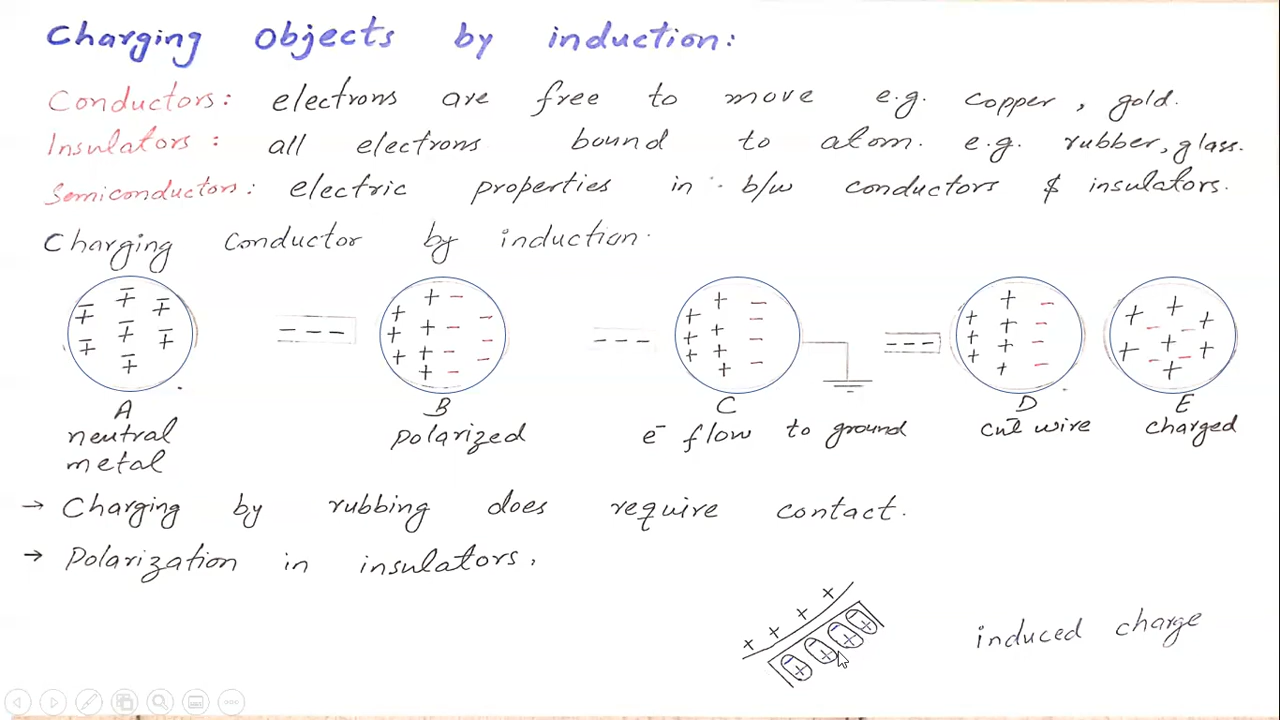 Charging Objects by induction:
Conductors: electrons are free to move e.g. copper, gold.
Insulators: all electrons bound to atom. e.g. rubber, glass.
Semiconductors: electric properties in b/w conductors & insulators.
Charging Conductor by induction.
A B C D E
neutral metal
polarized
e⁻ flow to ground
cut wire
charged
→ Charging by rubbing does require contact.
→ Polarization in insulators.
induced charge